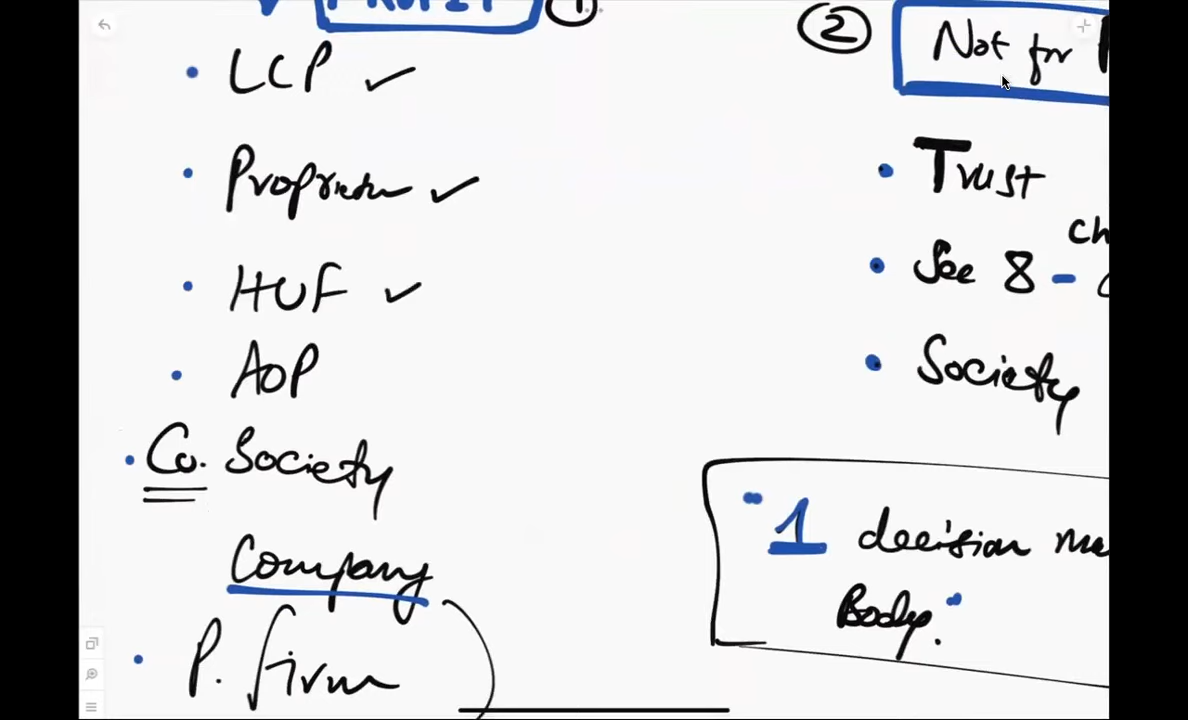 PROFIT ①
② Not for
• LCP ✓
• Proprietor ✓
• HUF ✓
• AOP
• Co. Society
Company
• P. firm
• Trust
Ch
• Sec 8 -
• Society
"1 decision
Body."